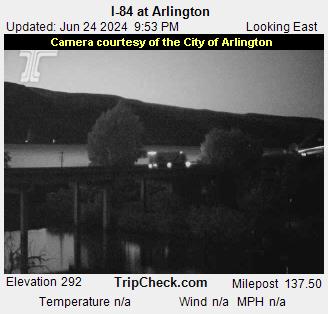 I-84 at Arlington
Updated: Jun 24 2024 9:53 PM Looking East
Camera courtesy of the City of Arlington
Elevation 292 TripCheck.com Milepost 137.50
Temperature n/a Wind n/a MPH n/a